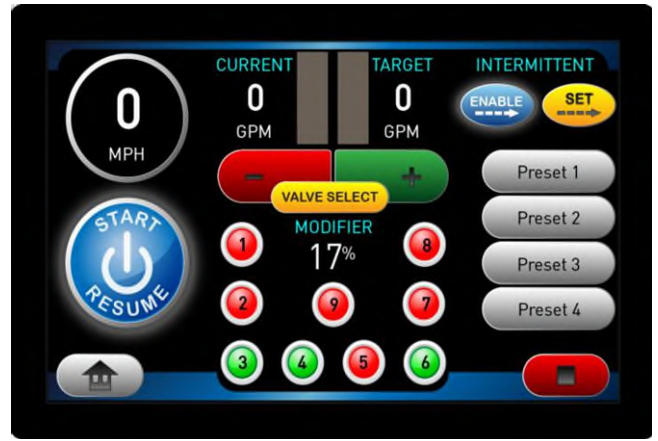 0
MPH
CURRENT
0
GPM
TARGET
0
GPM
INTERMITTENT
ENABLE
SET
- +
VALVE SELECT
MODIFIER
17%
START
RESUME
1
8
2
9
7
3
4
5
6
Preset 1
Preset 2
Preset 3
Preset 4